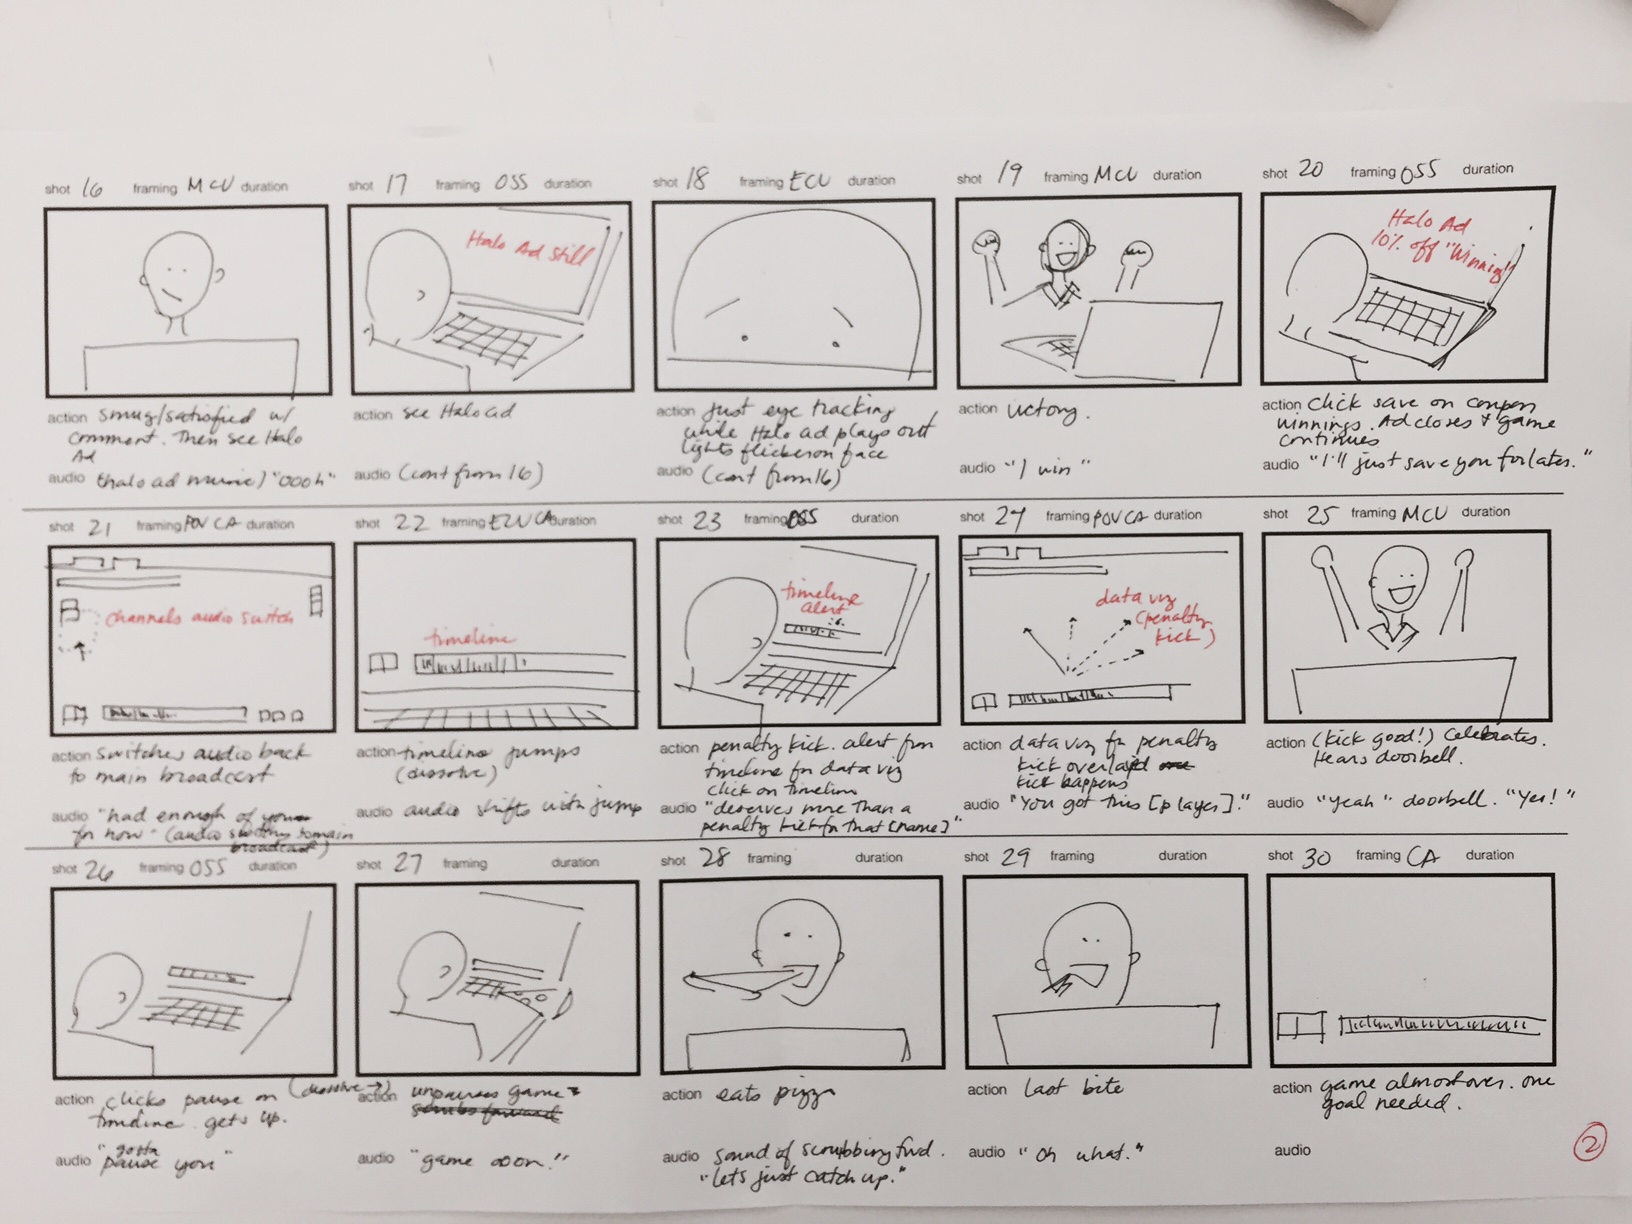 shot 16 framing MCU duration
shot 17 framing OSS duration
shot 18 framing ECU duration
shot 19 framing MCU duration
shot 20 framing OSS duration
Halo Ad Still
Halo Ad
10% off "Winning"
action smug/satisfied w/
comment. Then see Halo
Ad
audio (halo ad music) "oooh"
action see Halo ad
audio (cont from 16)
action just eye tracking
while Halo ad plays out
lights flicker on face
audio (cont from 16)
action victory.
audio "I win"
action Click save on coupon
winnings. Ad closes & game
continues
audio "I'll just save you for later."
shot 21 framing POV CA duration
shot 22 framing ECU CA duration
shot 23 framing OSS duration
shot 24 framing POV CA duration
shot 25 framing MCU duration
channels audio switch
timeline
timeline
alert
data viz
(penalty
kick)
action switches audio back
to main broadcast
audio "had enough of you
for now" (audio switches to main
broadcast)
action timeline jumps
(dissolve)
audio audio shifts with jump
action penalty kick. alert from
timeline for data viz
click on timeline
audio "deserves more than a
penalty kick for that [name]"
action data viz for penalty
kick overlayed
kick happens
audio "You got this [player]."
action (kick good!) Celebrates.
Hears doorbell.
audio "yeah" doorbell. "Yes!"
shot 26 framing OSS duration
shot 27 framing duration
shot 28 framing duration
shot 29 framing duration
shot 30 framing CA duration
action clicks pause on (dissolve →)
timeline. gets up.
audio "gotta
pause you"
action unpauses game &
scrubs forward
audio "game ooon!"
action eats pizza
audio sound of scrubbing fwd.
"lets just catch up."
action last bite
audio "oh what."
action game almost over. one
goal needed.
audio
2